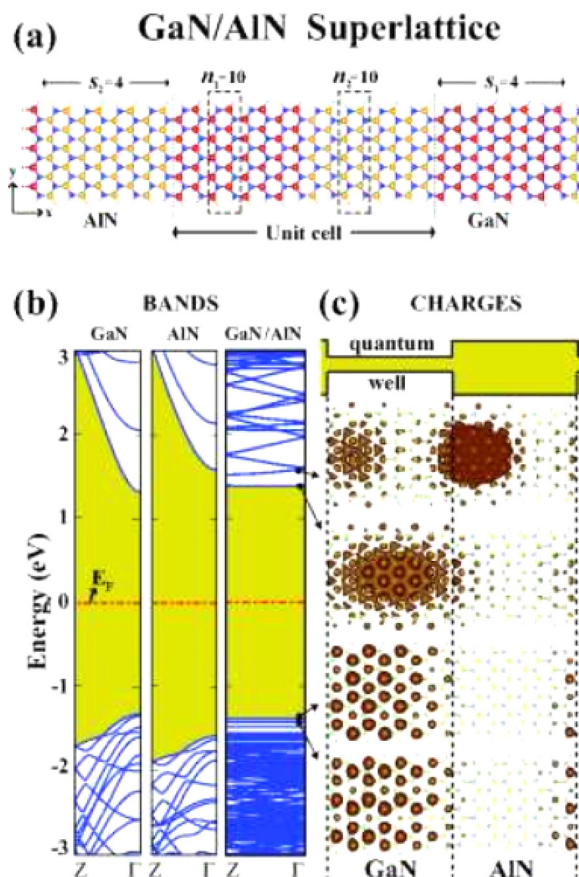 GaN/AlN Superlattice
(a)
S₂=4
n₁=10
n₂=10
S₁=4
y
x
AlN
Unit cell
GaN
(b)
BANDS
GaN
AlN
GaN/AlN
Energy (eV)
3
2
1
0
-1
-2
-3
E_F
Z
Γ
Z
Γ
Z
Γ
(c)
CHARGES
quantum
well
GaN
AlN